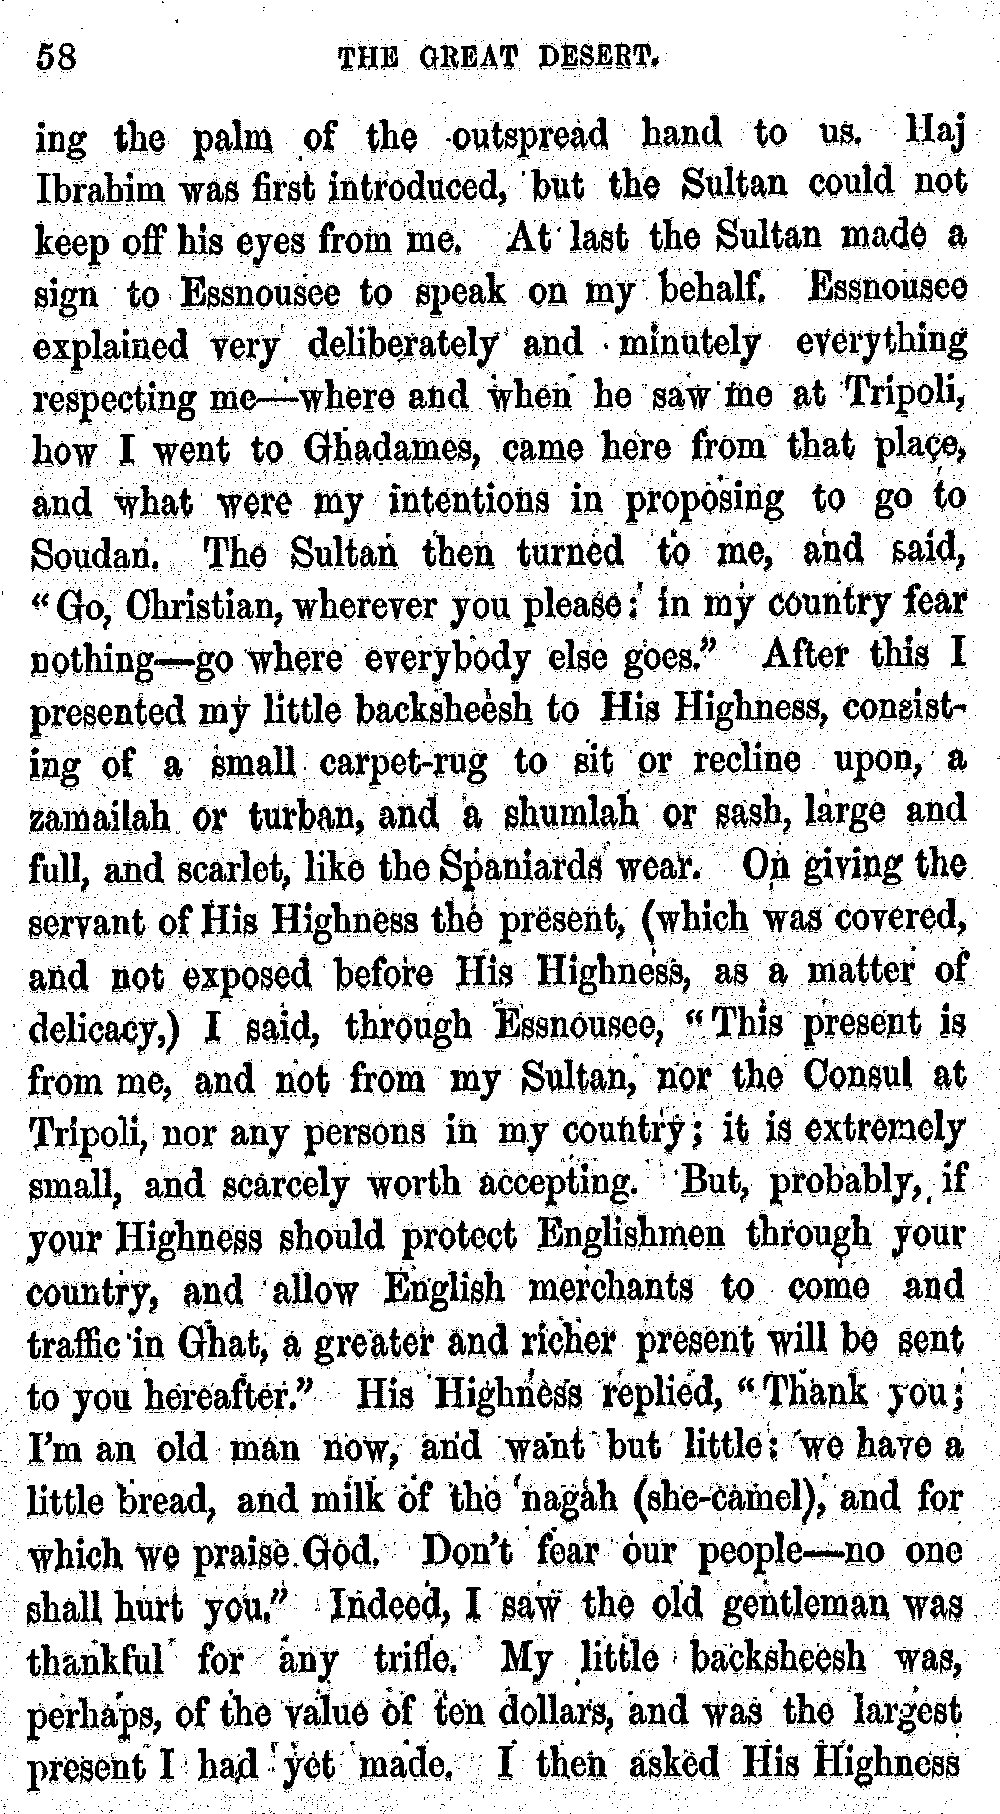 58 THE GREAT DESERT.
ing the palm of the outspread hand to us. Haj
Ibrahim was first introduced, but the Sultan could not
keep off his eyes from me. At last the Sultan made a
sign to Essnousee to speak on my behalf. Essnousee
explained very deliberately and minutely everything
respecting me—where and when he saw me at Tripoli,
how I went to Ghadames, came here from that place,
and what were my intentions in proposing to go to
Soudan. The Sultan then turned to me, and said,
"Go, Christian, wherever you please; in my country fear
nothing—go where everybody else goes." After this I
presented my little backsheesh to His Highness, consist-
ing of a small carpet-rug to sit or recline upon, a
zamailah or turban, and a shumlah or sash, large and
full, and scarlet, like the Spaniards wear. On giving the
servant of His Highness the present, (which was covered,
and not exposed before His Highness, as a matter of
delicacy,) I said, through Essnousee, "This present is
from me, and not from my Sultan, nor the Consul at
Tripoli, nor any persons in my country; it is extremely
small, and scarcely worth accepting. But, probably, if
your Highness should protect Englishmen through your
country, and allow English merchants to come and
traffic in Ghat, a greater and richer present will be sent
to you hereafter." His Highness replied, "Thank you;
I'm an old man now, and want but little: we have a
little bread, and milk of the nagah (she-camel), and for
which we praise God. Don't fear our people—no one
shall hurt you." Indeed, I saw the old gentleman was
thankful for any trifle. My little backsheesh was,
perhaps, of the value of ten dollars, and was the largest
present I had yet made. I then asked His Highness